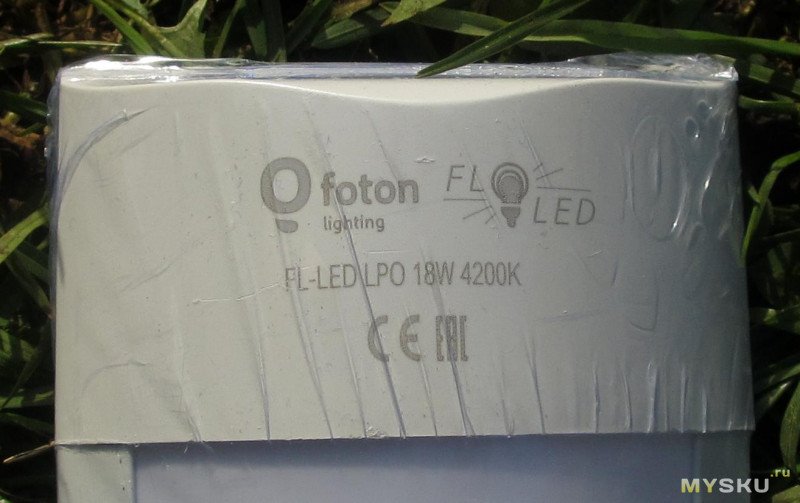 foton
lighting
FL LED
FL-LED LPO 18W 4200K
CE EAC
MYSKU.ru